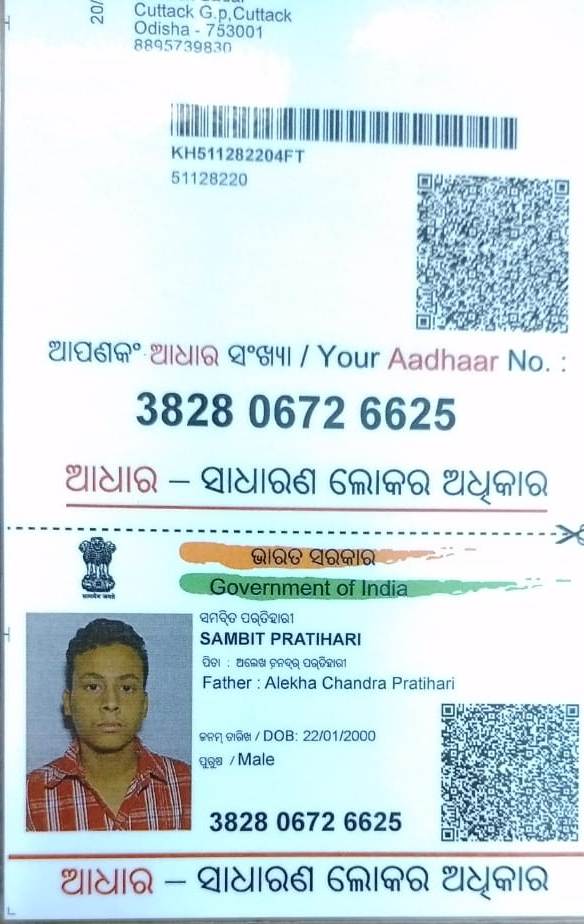 20/
Cuttack G.p,Cuttack
Odisha - 753001
8895739830
KH511282204FT
51128220
ଆପଣଙ୍କ ଆଧାର ସଂଖ୍ୟା / Your Aadhaar No. :
3828 0672 6625
ଆଧାର – ସାଧାରଣ ଲୋକର ଅଧିକାର
ଭାରତ ସରକାର
Government of India
ସମବିତ ପ୍ରତିହାରୀ
SAMBIT PRATIHARI
ପିତା : ଅଲେଖ ଚନ୍ଦ୍ର ପ୍ରତିହାରୀ
Father : Alekha Chandra Pratihari
ଜନ୍ମ ତାରିଖ / DOB: 22/01/2000
ପୁରୁଷ / Male
3828 0672 6625
ଆଧାର – ସାଧାରଣ ଲୋକର ଅଧିକାର